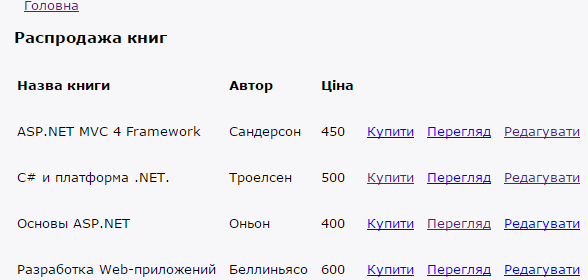 Головна
Распродажа книг
Назва книги Автор Ціна
ASP.NET MVC 4 Framework Сандерсон 450 Купити Перегляд Редагувати
C# и платформа .NET. Троелсен 500 Купити Перегляд Редагувати
Основы ASP.NET Оньон 400 Купити Перегляд Редагувати
Разработка Web-приложений Беллиньясо 600 Купити Перегляд Редагувати